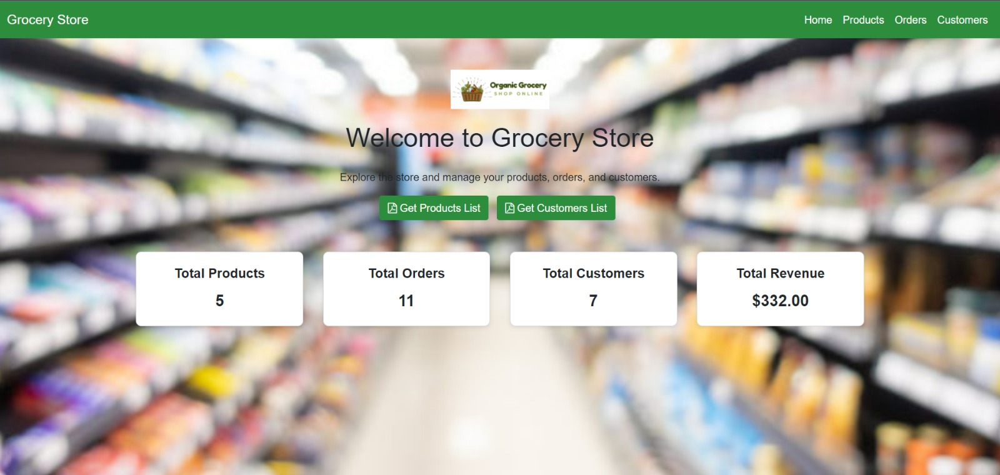 Grocery Store
Home Products Orders Customers
Organic Grocery
SHOP ONLINE
Welcome to Grocery Store
Explore the store and manage your products, orders, and customers.
Get Products List Get Customers List
Total Products Total Orders Total Customers Total Revenue
5 11 7 $332.00